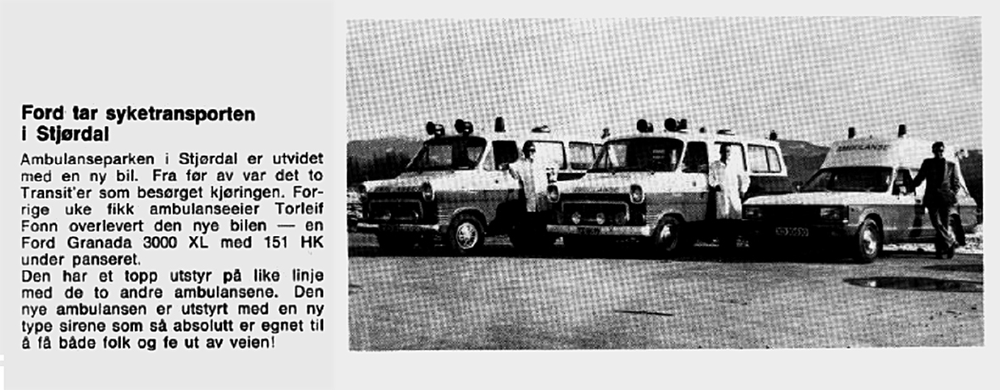 Ford tar syketransporten
i Stjørdal
Ambulanseparken i Stjørdal er utvidet
med en ny bil. Fra før av var det to
Transit'er som besørget kjøringen. For-
rige uke fikk ambulanseeier Torleif
Fonn overlevert den nye bilen — en
Ford Granada 3000 XL med 151 HK
under panseret.
Den har et topp utstyr på like linje
med de to andre ambulansene. Den
nye ambulansen er utstyrt med en ny
type sirene som så absolutt er egnet til
å få både folk og fe ut av veien!
AMBULANSE